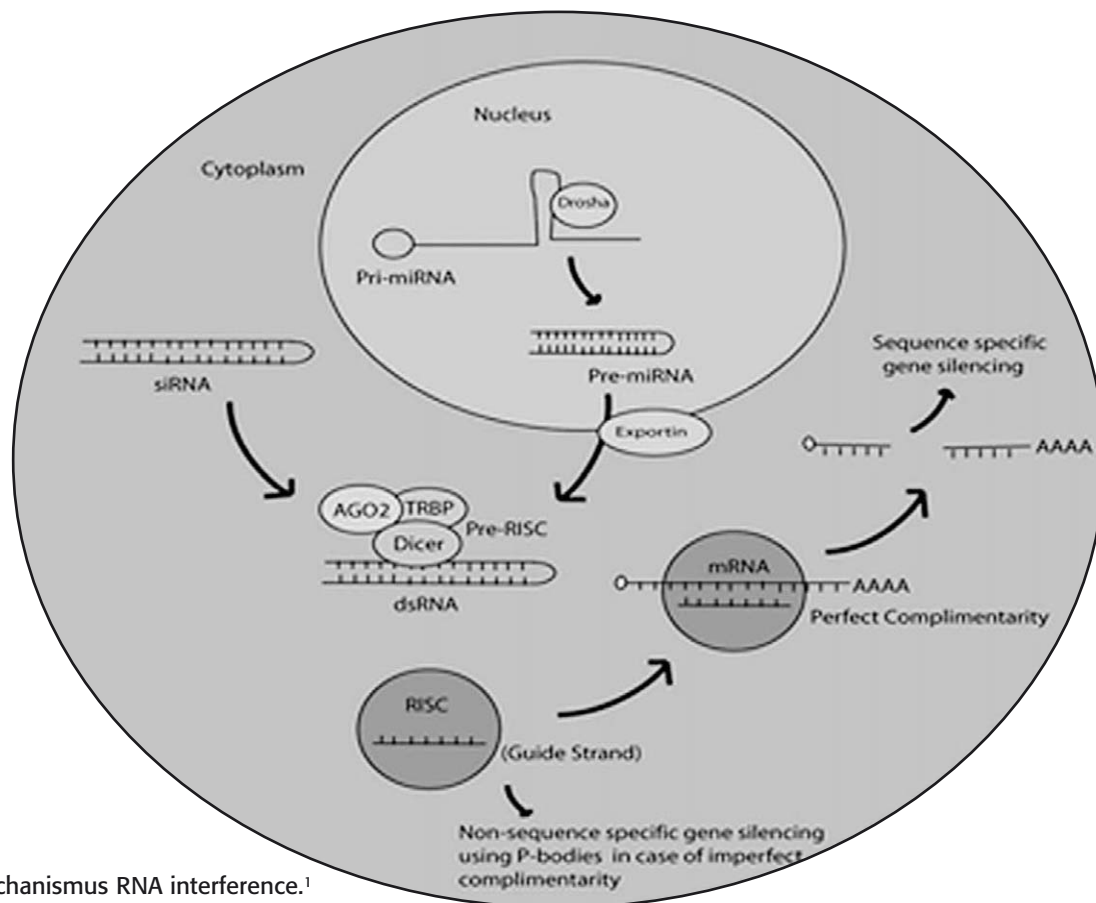 Nucleus
Cytoplasm
Drosha
Pri-miRNA
Pre-miRNA
siRNA
Exportin
Sequence specific
gene silencing
AAAA
AGO2
TRBP
Pre-RISC
Dicer
dsRNA
mRNA
AAAA
Perfect Complimentarity
RISC
(Guide Strand)
Non-sequence specific gene silencing
using P-bodies in case of imperfect
complimentarity
chanismus RNA interference.¹